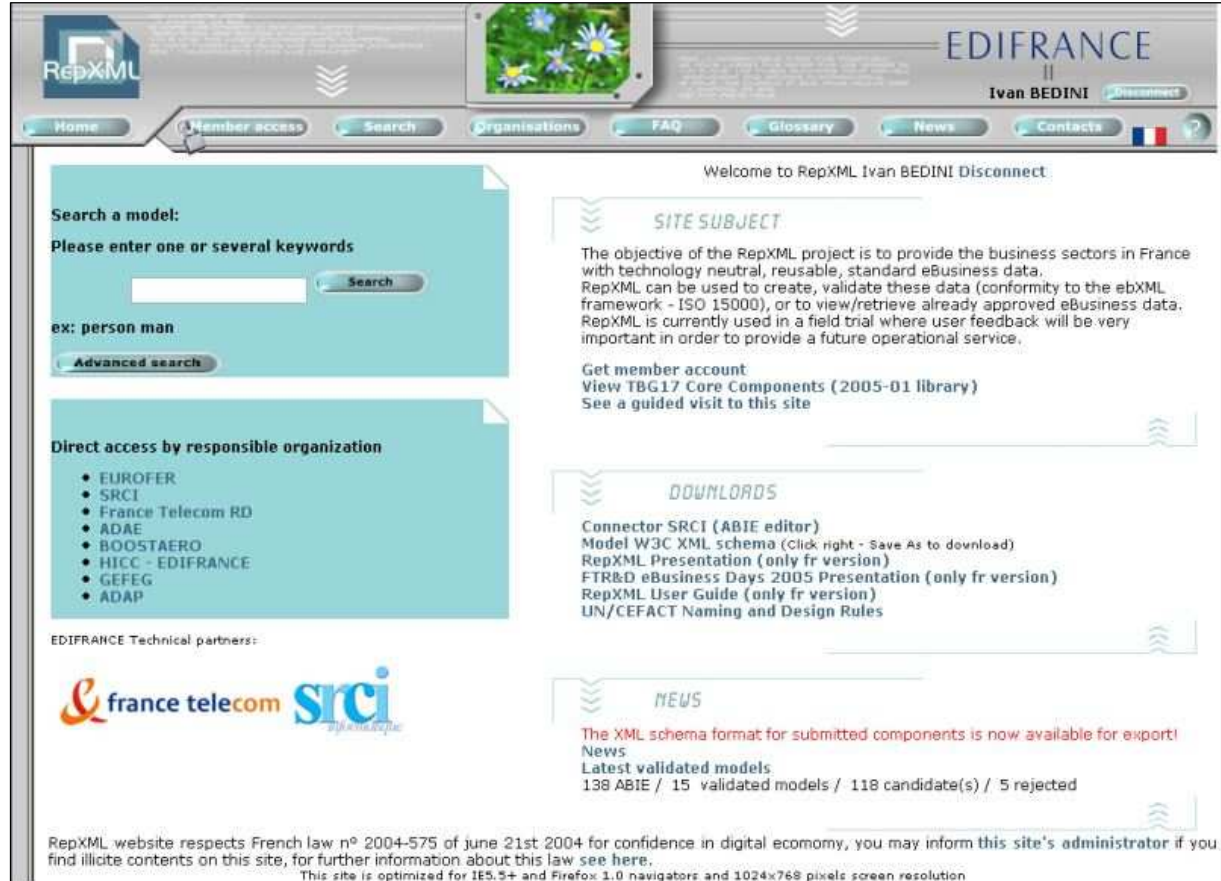 RepXML
EDIFRANCE
Ivan BEDINI Disconnect
Home Member access Search Organisations FAQ Glossary News Contacts ?
Search a model:
Please enter one or several keywords
Search
ex: person man
Advanced search
Direct access by responsible organization
EUROFER
SRCI
France Telecom RD
ADAE
BOOSTAERO
HICC - EDIFRANCE
GEFEG
ADAP
EDIFRANCE Technical partners:
france telecom
srci
informatique
Welcome to RepXML Ivan BEDINI Disconnect
SITE SUBJECT
The objective of the RepXML project is to provide the business sectors in France
with technology neutral, reusable, standard eBusiness data.
RepXML can be used to create, validate these data (conformity to the ebXML
framework - ISO 15000), or to view/retrieve already approved eBusiness data.
RepXML is currently used in a field trial where user feedback will be very
important in order to provide a future operational service.
Get member account
View TBG17 Core Components (2005-01 library)
See a guided visit to this site
DOWNLOADS
Connector SRCI (ABIE editor)
Model W3C XML schema (Click right - Save As to download)
RepXML Presentation (only fr version)
FTR&D eBusiness Days 2005 Presentation (only fr version)
RepXML User Guide (only fr version)
UN/CEFACT Naming and Design Rules
NEWS
The XML schema format for submitted components is now available for export!
News
Latest validated models
138 ABIE / 15 validated models / 118 candidate(s) / 5 rejected
RepXML website respects French law nº 2004-575 of june 21st 2004 for confidence in digital ecomomy, you may inform this site's administrator if you
find illicite contents on this site, for further information about this law see here.
This site is optimized for IE5.5+ and Firefox 1.0 navigators and 1024x768 pixels screen resolution